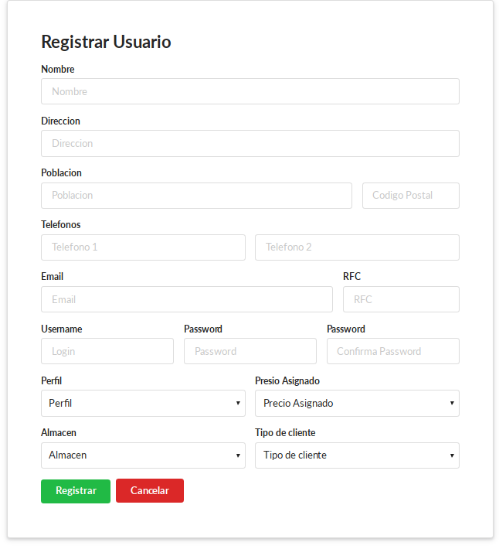 Registrar Usuario
Nombre
Nombre
Direccion
Direccion
Poblacion
Poblacion Codigo Postal
Telefonos
Telefono 1 Telefono 2
Email RFC
Email RFC
Username Password Password
Login Password Confirma Password
Perfil Presio Asignado
Perfil Precio Asignado
Almacen Tipo de cliente
Almacen Tipo de cliente
Registrar Cancelar